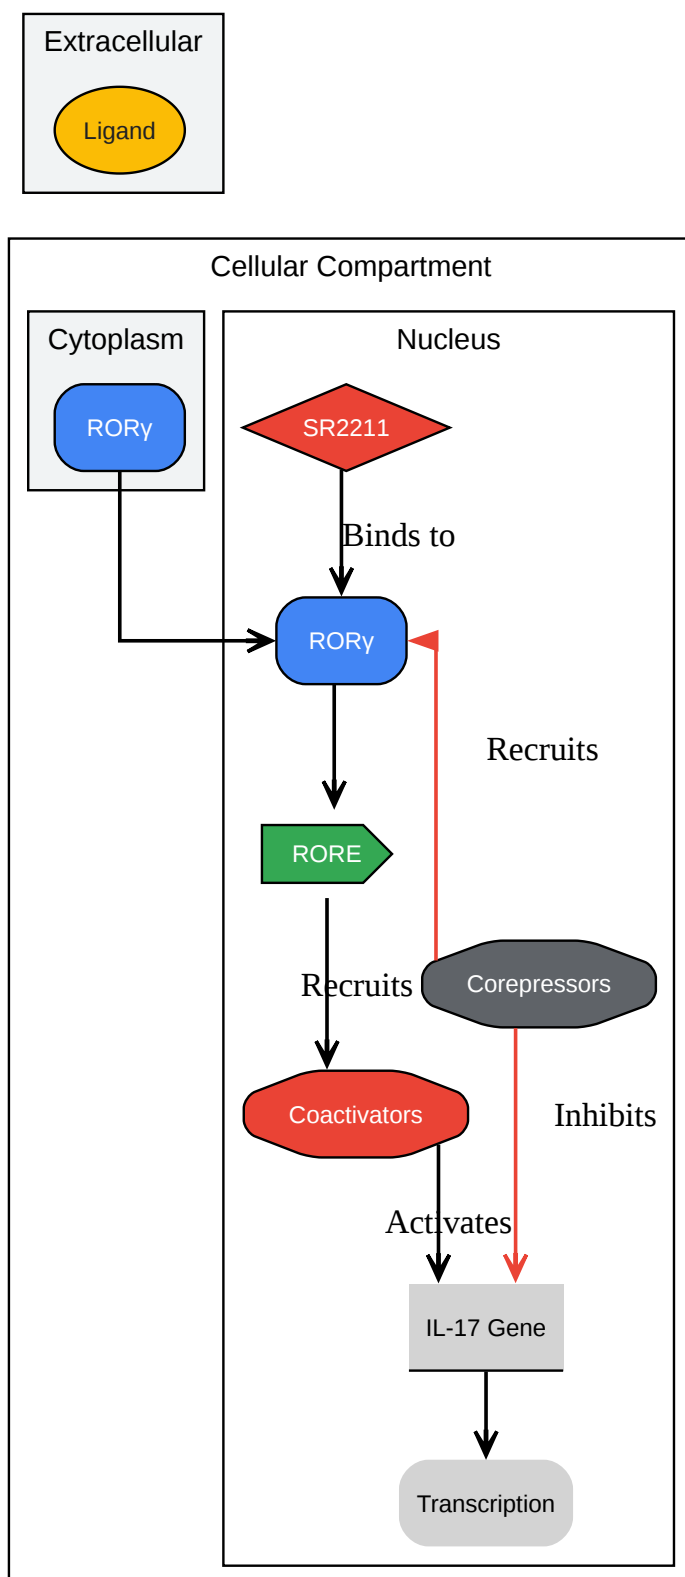 Extracellular
Ligand
Cellular Compartment
Cytoplasm
Nucleus
RORγ
SR2211
Binds to
RORγ
Recruits
RORE
Recruits
Corepressors
Coactivators
Inhibits
Activates
IL-17 Gene
Transcription